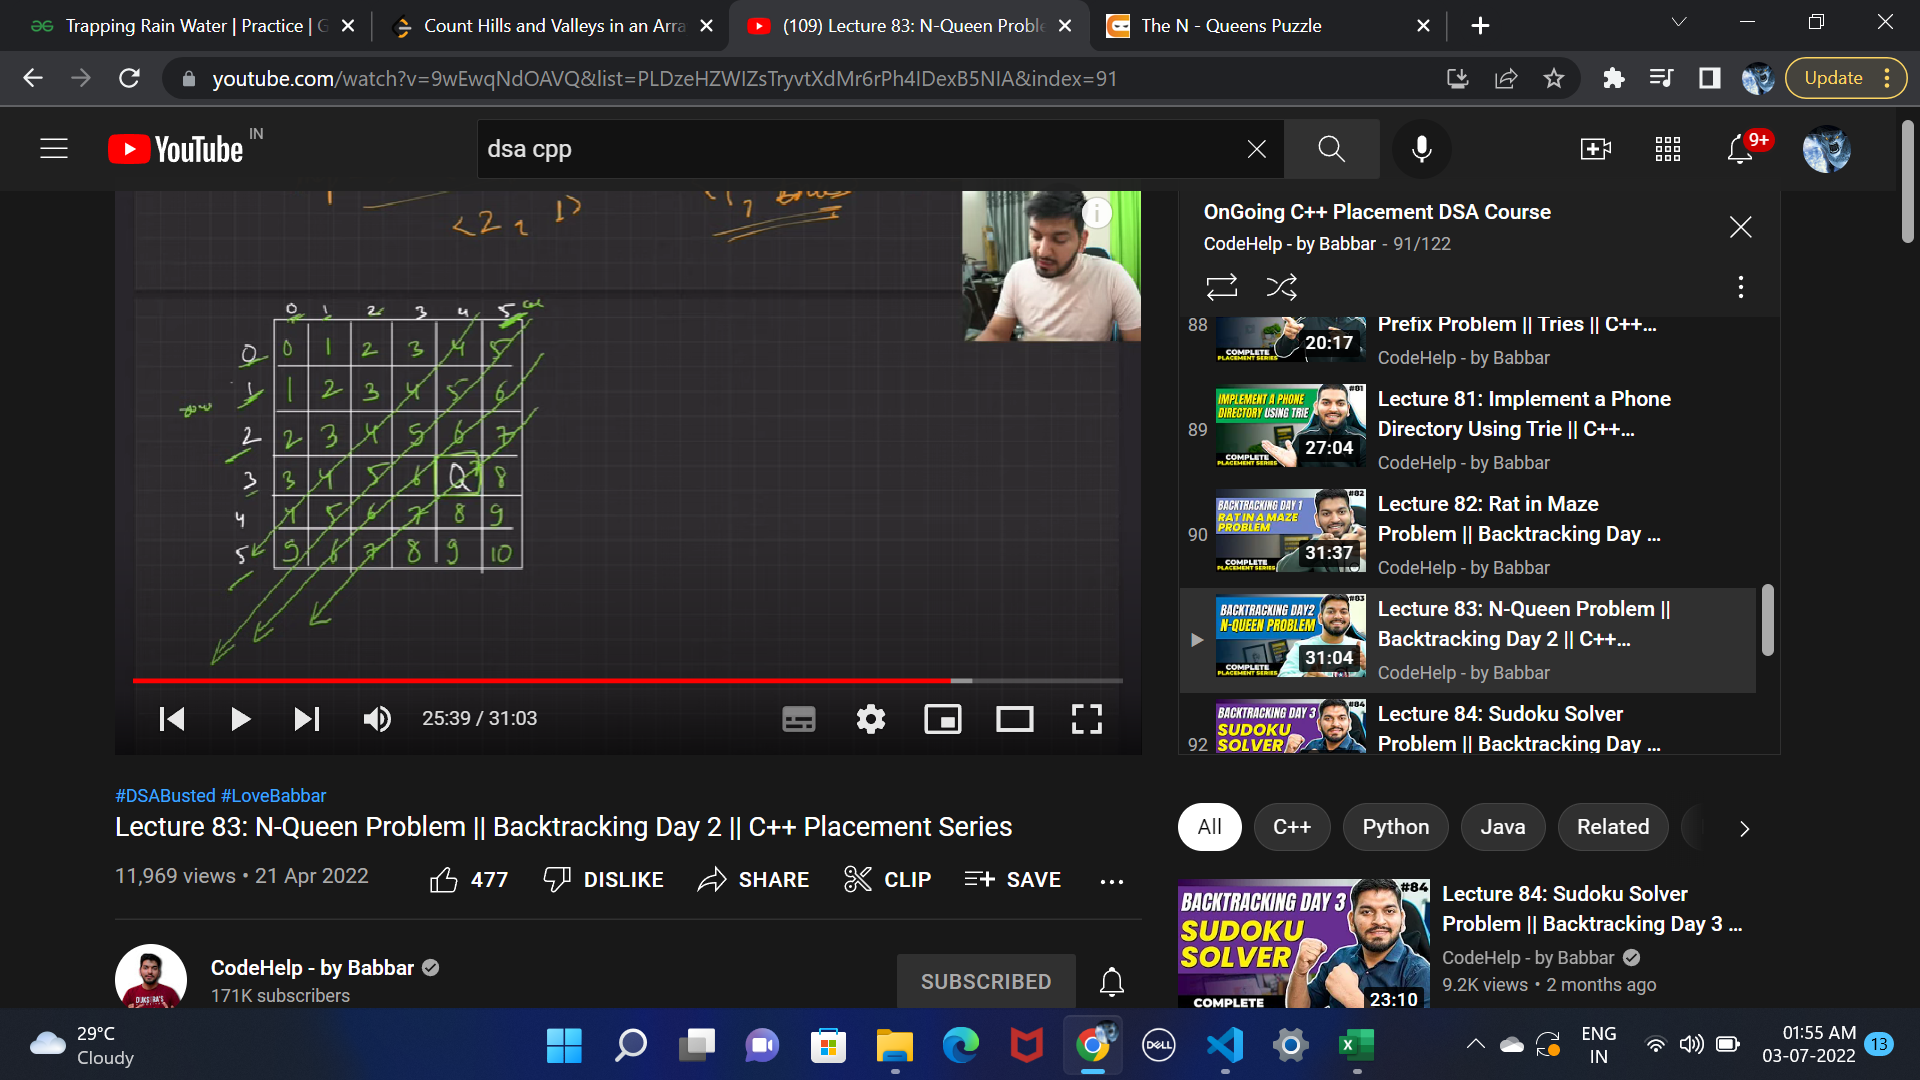 Trapping Rain Water | Practice | G
Count Hills and Valleys in an Arra
(109) Lecture 83: N-Queen Proble
The N - Queens Puzzle
youtube.com/watch?v=9wEwqNdOAVQ&list=PLDzeHZWIZsTryvtXdMr6rPh4IDexB5NIA&index=91
Update
YouTube IN
dsa cpp
9+
<2, 1>
0 1 2 3 4 5 col
0 0 1 2 3 4 5
1 1 2 3 4 5 6
row
2 2 3 4 5 6 7
3 3 4 5 6 Q 7 8
4 4 5 6 7 8 9
5 5 6 7 8 9 10
25:39 / 31:03
OnGoing C++ Placement DSA Course
CodeHelp - by Babbar - 91/122
88
COMPLETE
PLACEMENT SERIES
20:17
Prefix Problem || Tries || C++...
CodeHelp - by Babbar
89
IMPLEMENT A PHONE
DIRECTORY USING TRIE
#81
COMPLETE
PLACEMENT SERIES
27:04
Lecture 81: Implement a Phone
Directory Using Trie || C++...
CodeHelp - by Babbar
90
BACKTRACKING DAY 1
RAT IN A MAZE
PROBLEM
#82
COMPLETE
PLACEMENT SERIES
31:37
Lecture 82: Rat in Maze
Problem || Backtracking Day ...
CodeHelp - by Babbar
BACKTRACKING DAY2
N-QUEEN PROBLEM
#83
COMPLETE
PLACEMENT SERIES
31:04
Lecture 83: N-Queen Problem ||
Backtracking Day 2 || C++...
CodeHelp - by Babbar
92
BACKTRACKING DAY 3
SUDOKU
SOLVER
#84
Lecture 84: Sudoku Solver
Problem || Backtracking Day ...
#DSABusted #LoveBabbar
Lecture 83: N-Queen Problem || Backtracking Day 2 || C++ Placement Series
11,969 views • 21 Apr 2022
477
DISLIKE
SHARE
CLIP
SAVE
CodeHelp - by Babbar
171K subscribers
SUBSCRIBED
All
C++
Python
Java
Related
BACKTRACKING DAY 3
SUDOKU
SOLVER
#84
COMPLETE
23:10
Lecture 84: Sudoku Solver
Problem || Backtracking Day 3 ...
CodeHelp - by Babbar
9.2K views • 2 months ago
29°C
Cloudy
DELL
ENG
IN
01:55 AM
03-07-2022
13